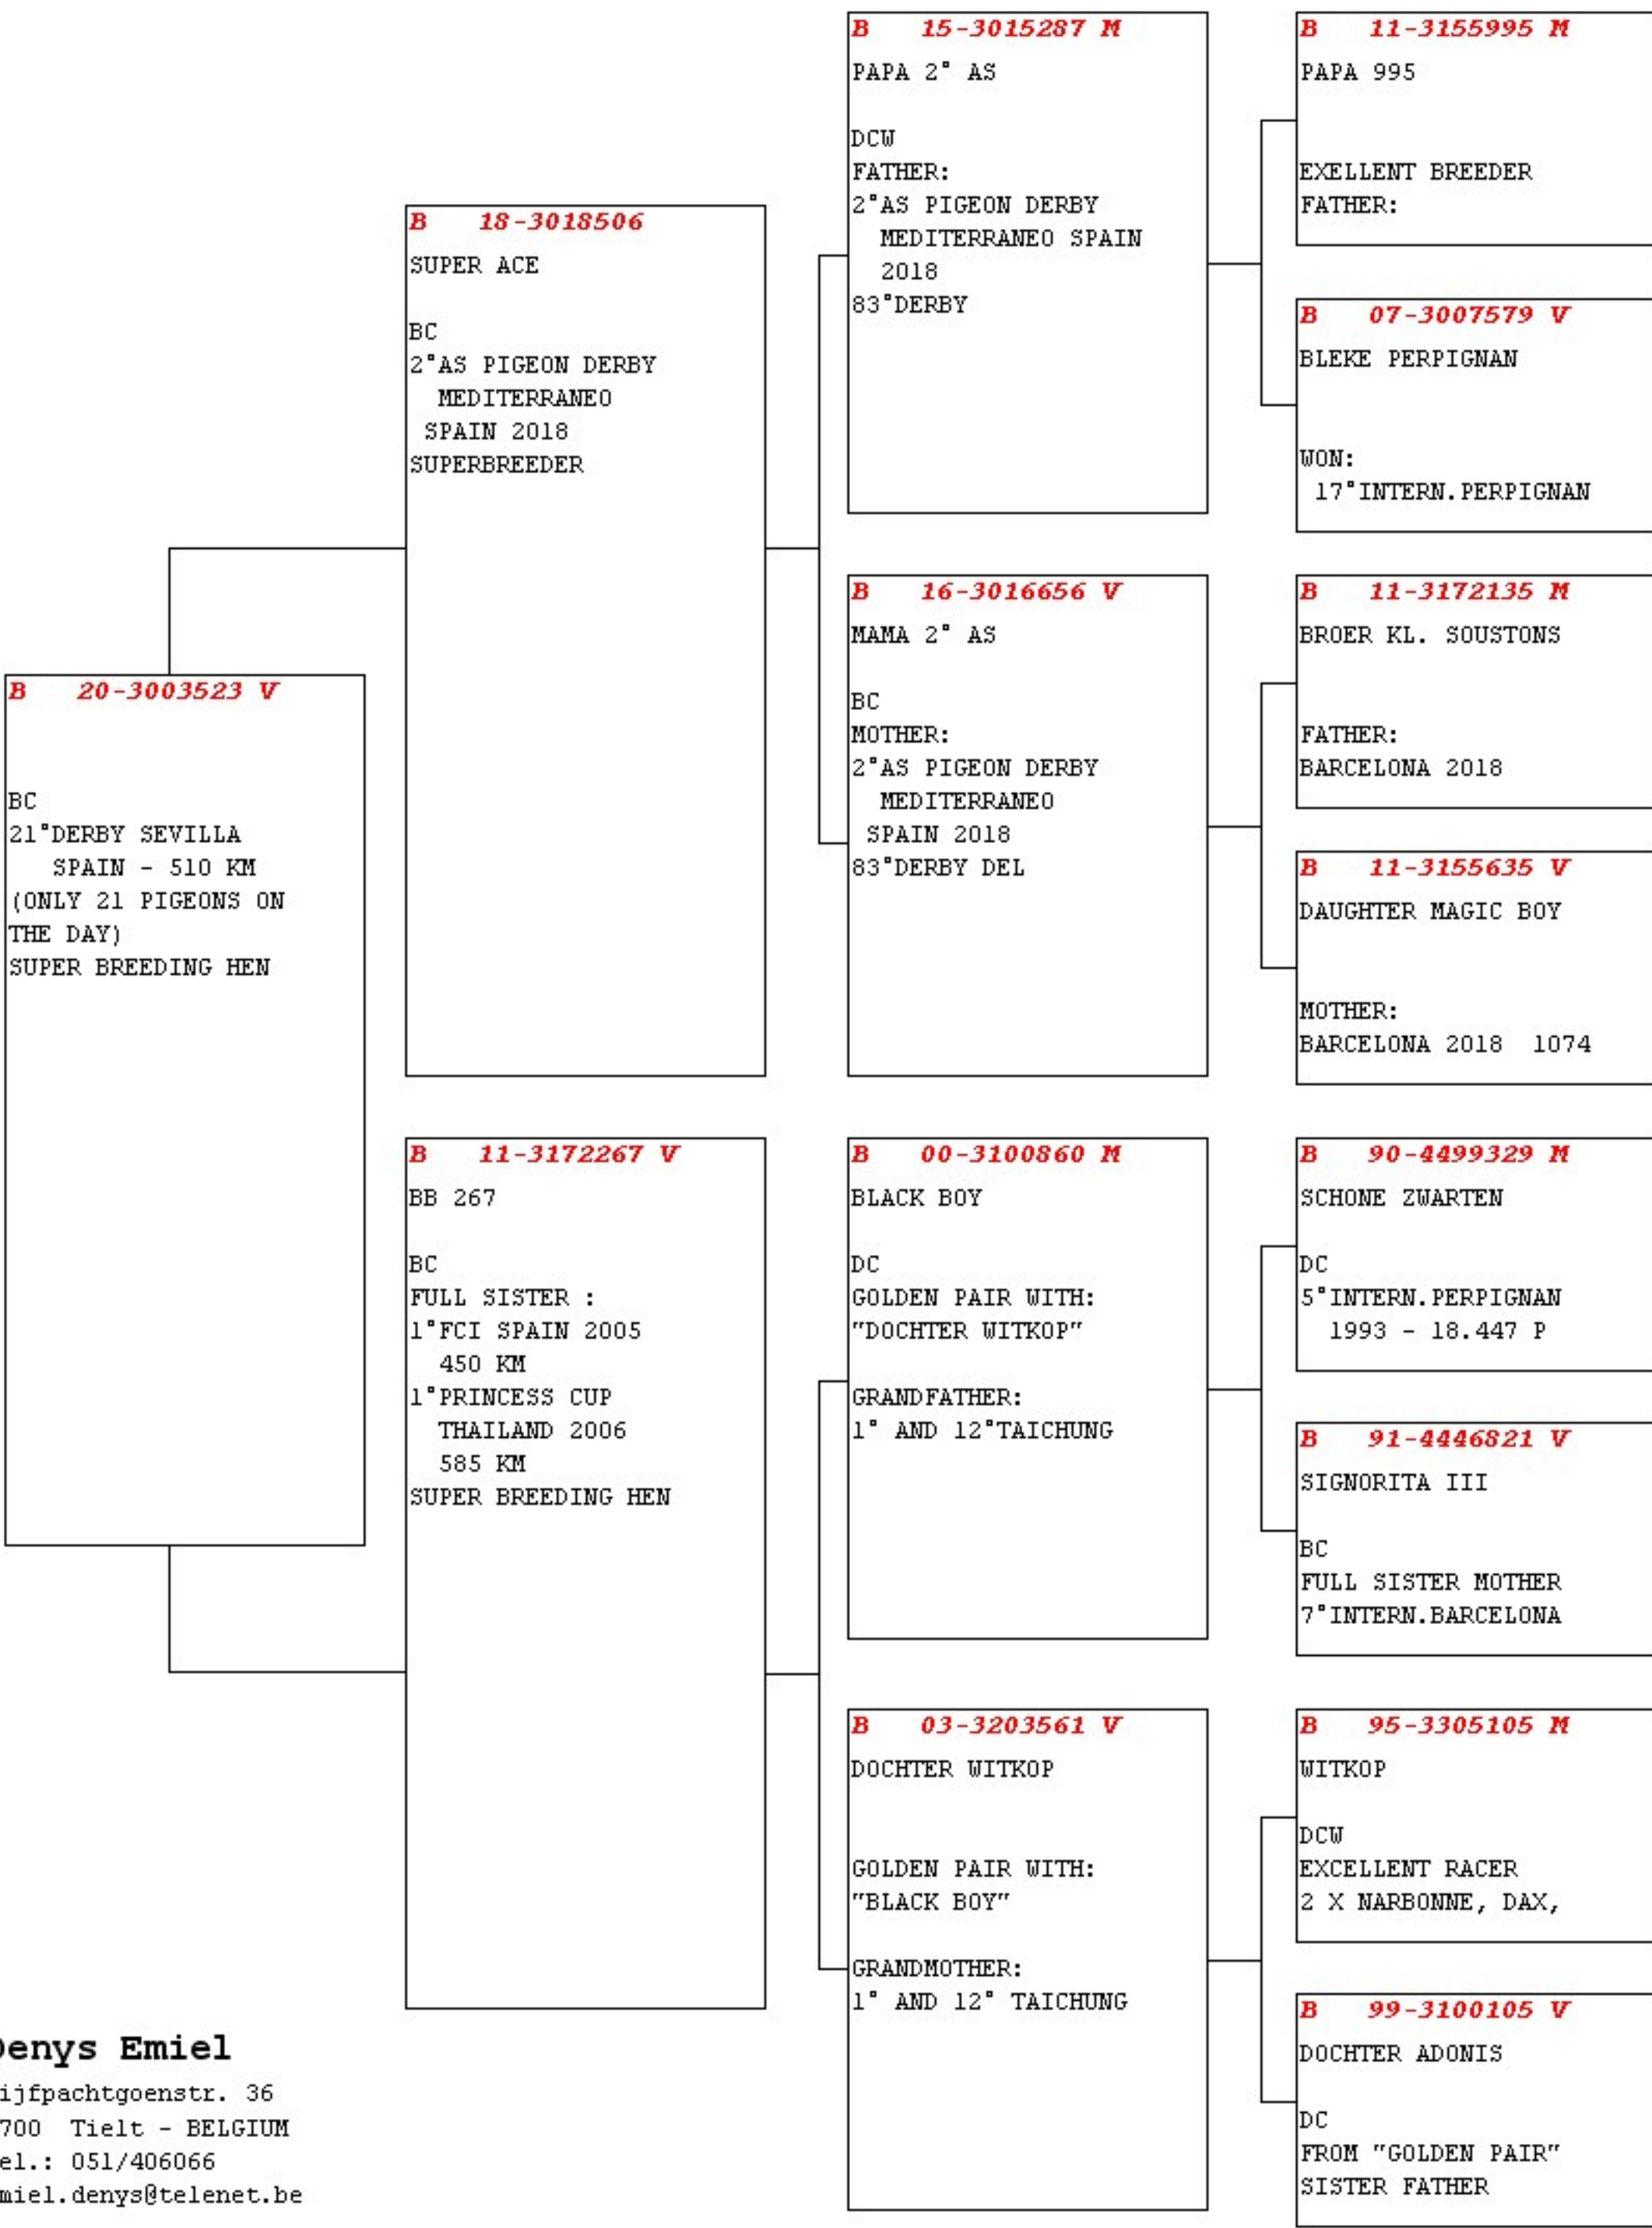 B 20-3003523 V
BC
21°DERBY SEVILLA
SPAIN - 510 KM
(ONLY 21 PIGEONS ON
THE DAY)
SUPER BREEDING HEN
B 18-3018506
SUPER ACE
BC
2°AS PIGEON DERBY
MEDITERRANEO
SPAIN 2018
SUPERBREEDER
B 11-3172267 V
BB 267
BC
FULL SISTER :
1°FCI SPAIN 2005
450 KM
1°PRINCESS CUP
THAILAND 2006
585 KM
SUPER BREEDING HEN
B 15-3015287 M
PAPA 2° AS
DCW
FATHER:
2°AS PIGEON DERBY
MEDITERRANEO SPAIN
2018
83°DERBY
B 16-3016656 V
MAMA 2° AS
BC
MOTHER:
2°AS PIGEON DERBY
MEDITERRANEO
SPAIN 2018
83°DERBY DEL
B 00-3100860 M
BLACK BOY
DC
GOLDEN PAIR WITH:
"DOCHTER WITKOP"
GRANDFATHER:
1° AND 12°TAICHUNG
B 03-3203561 V
DOCHTER WITKOP
GOLDEN PAIR WITH:
"BLACK BOY"
GRANDMOTHER:
1° AND 12° TAICHUNG
B 11-3155995 M
PAPA 995
EXELLENT BREEDER
FATHER:
B 07-3007579 V
BLEKE PERPIGNAN
WON:
17°INTERN.PERPIGNAN
B 11-3172135 M
BROER KL. SOUSTONS
FATHER:
BARCELONA 2018
B 11-3155635 V
DAUGHTER MAGIC BOY
MOTHER:
BARCELONA 2018 1074
B 90-4499329 M
SCHONE ZWARTEN
DC
5°INTERN.PERPIGNAN
1993 - 18.447 P
B 91-4446821 V
SIGNORITA III
BC
FULL SISTER MOTHER
7°INTERN.BARCELONA
B 95-3305105 M
WITKOP
DCW
EXCELLENT RACER
2 X NARBONNE, DAX,
B 99-3100105 V
DOCHTER ADONIS
DC
FROM "GOLDEN PAIR"
SISTER FATHER
Denys Emiel
ijfpachtgoenstr. 36
700 Tielt - BELGIUM
el.: 051/406066
miel.denys@telenet.be